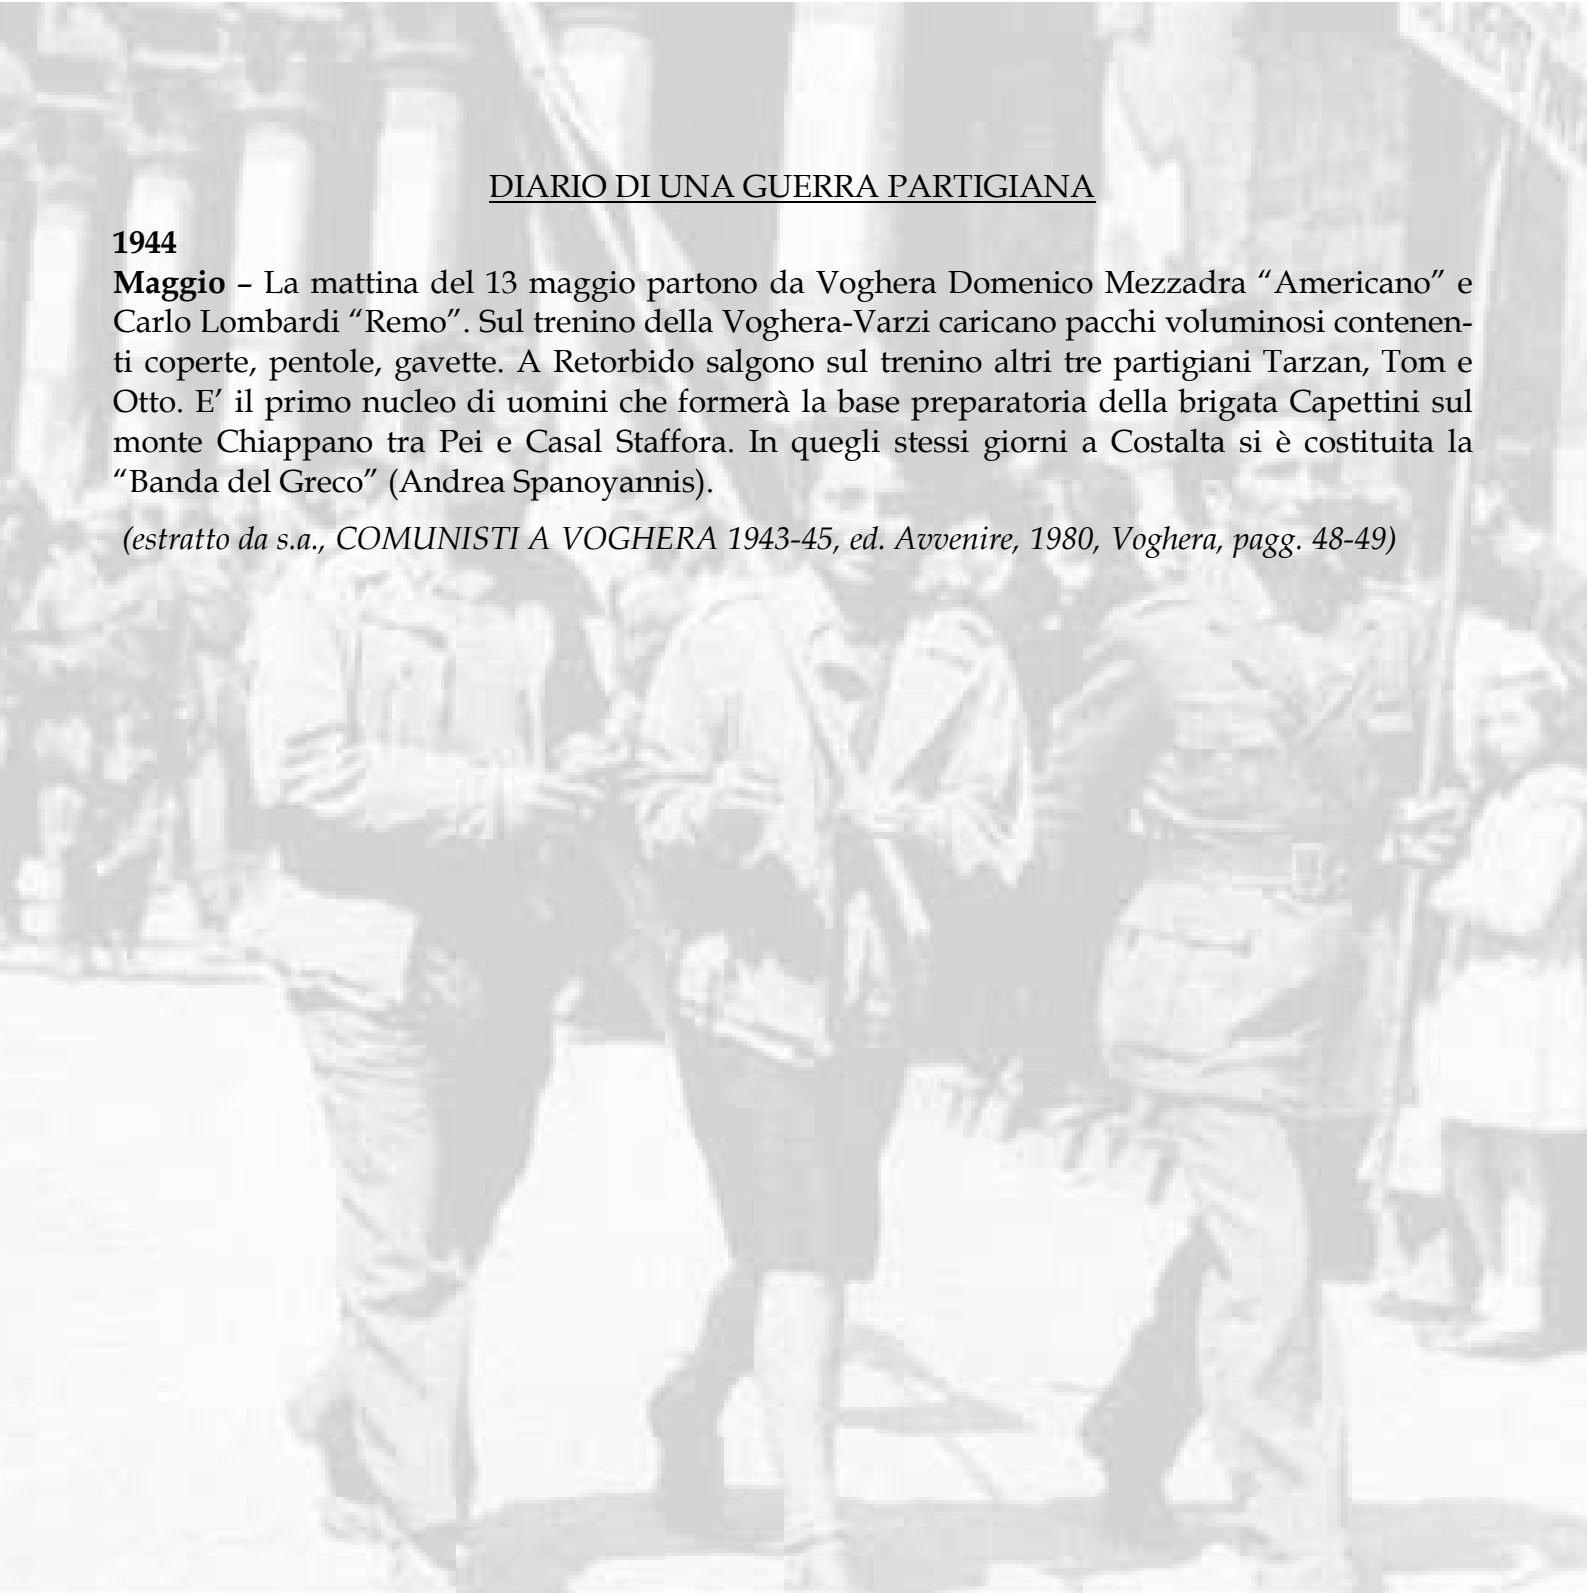 DIARIO DI UNA GUERRA PARTIGIANA
1944
Maggio – La mattina del 13 maggio partono da Voghera Domenico Mezzadra “Americano” e
Carlo Lombardi “Remo”. Sul trenino della Voghera-Varzi caricano pacchi voluminosi contenen-
ti coperte, pentole, gavette. A Retorbido salgono sul trenino altri tre partigiani Tarzan, Tom e
Otto. E’ il primo nucleo di uomini che formerà la base preparatoria della brigata Capettini sul
monte Chiappano tra Pei e Casal Staffora. In quegli stessi giorni a Costalta si è costituita la
“Banda del Greco” (Andrea Spanoyannis).
(estratto da s.a., COMUNISTI A VOGHERA 1943-45, ed. Avvenire, 1980, Voghera, pagg. 48-49)